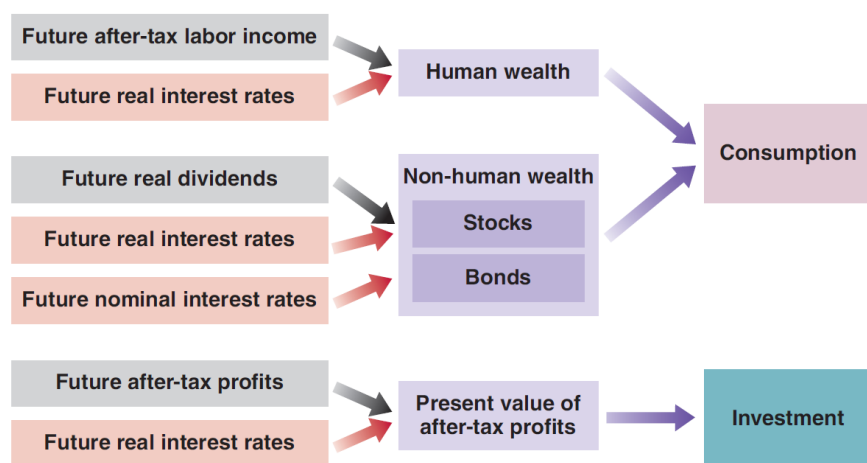 Future after-tax labor income
Future real interest rates
Human wealth
Future real dividends
Future real interest rates
Future nominal interest rates
Non-human wealth
Stocks
Bonds
Consumption
Future after-tax profits
Future real interest rates
Present value of
after-tax profits
Investment